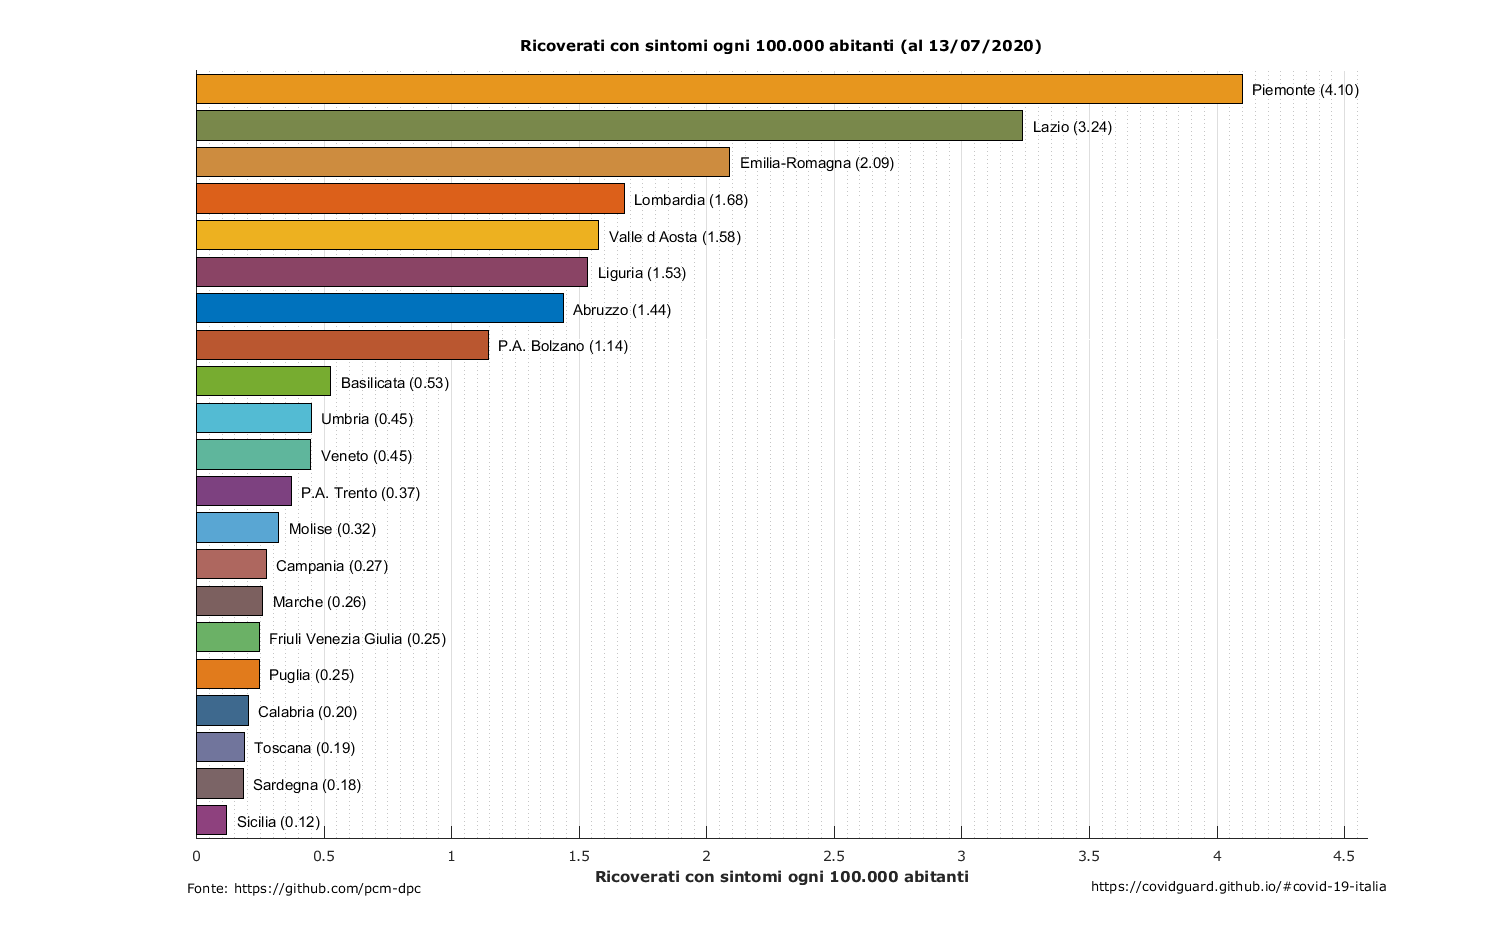 Ricoverati con sintomi ogni 100.000 abitanti (al 13/07/2020)
Piemonte (4.10)
Lazio (3.24)
Emilia-Romagna (2.09)
Lombardia (1.68)
Valle d Aosta (1.58)
Liguria (1.53)
Abruzzo (1.44)
P.A. Bolzano (1.14)
Basilicata (0.53)
Umbria (0.45)
Veneto (0.45)
P.A. Trento (0.37)
Molise (0.32)
Campania (0.27)
Marche (0.26)
Friuli Venezia Giulia (0.25)
Puglia (0.25)
Calabria (0.20)
Toscana (0.19)
Sardegna (0.18)
Sicilia (0.12)
0 0.5 1 1.5 2 2.5 3 3.5 4 4.5
Ricoverati con sintomi ogni 100.000 abitanti
Fonte: https://github.com/pcm-dpc
https://covidguard.github.io/#covid-19-italia